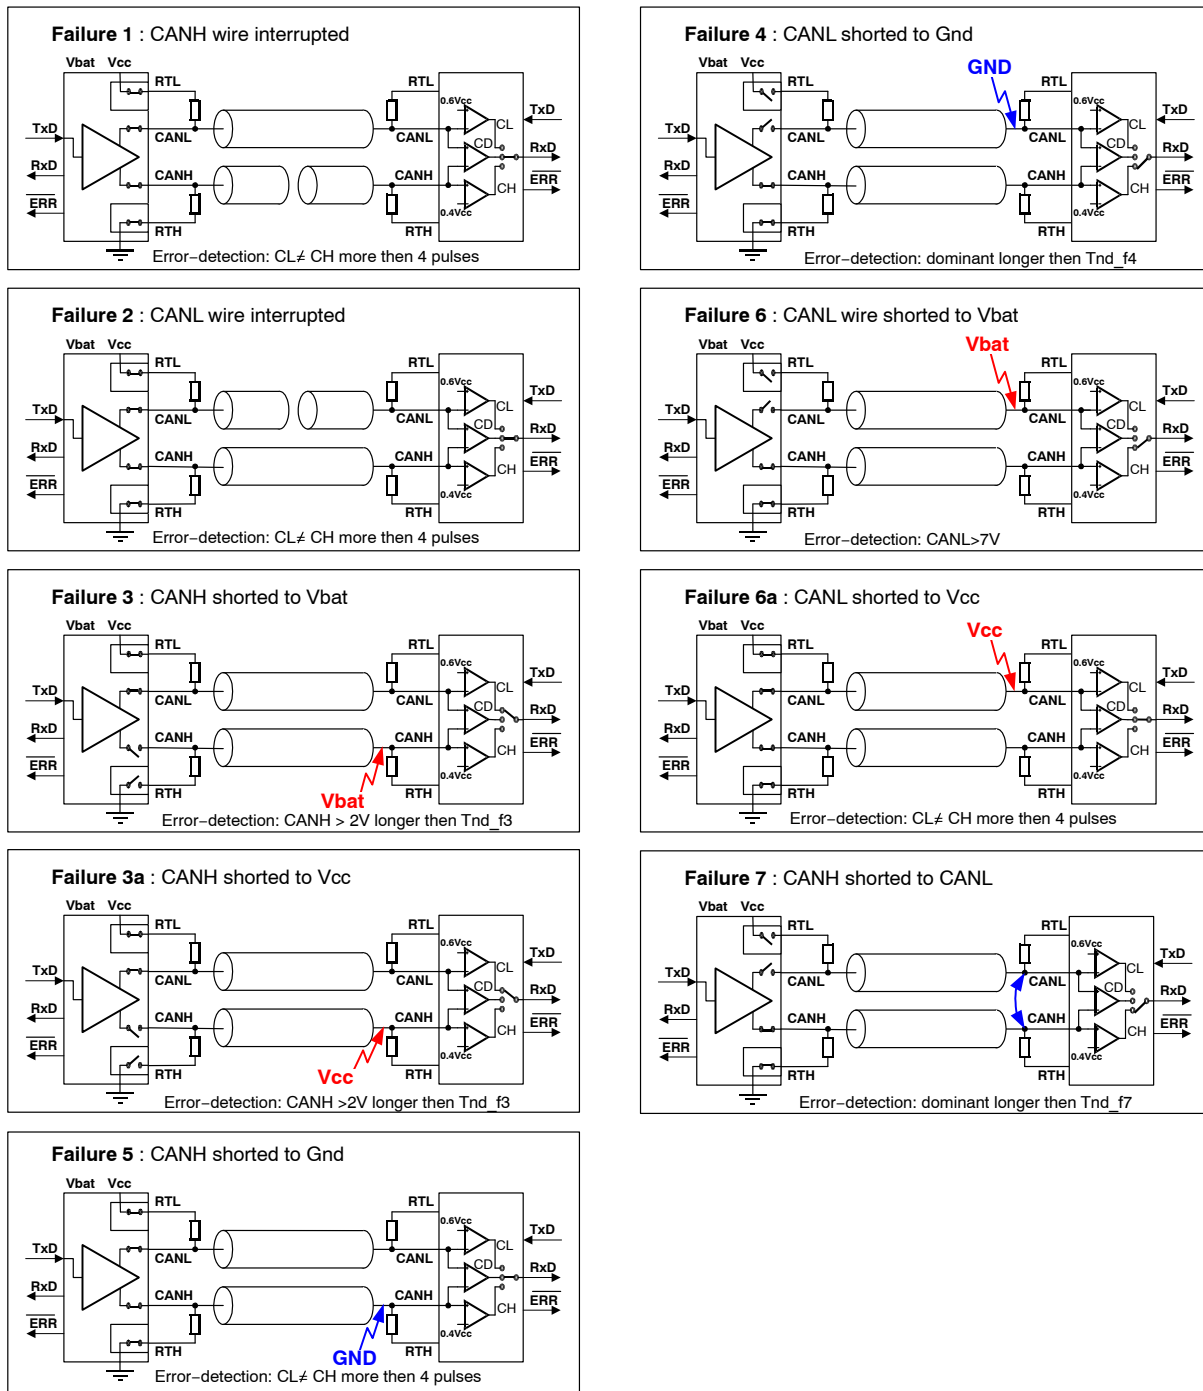 Failure 1 : CANH wire interrupted
Vbat Vcc
RTL RTL
0.6Vcc
TxD CANL CANL CL TxD
CD
RxD RxD
CANH CANH CH
ERR ERR
0.4Vcc
RTH RTH
Error−detection: CL≠ CH more then 4 pulses
Failure 2 : CANL wire interrupted
Vbat Vcc
RTL RTL
0.6Vcc
TxD CANL CANL CL TxD
CD
RxD RxD
CANH CANH CH
ERR ERR
0.4Vcc
RTH RTH
Error−detection: CL≠ CH more then 4 pulses
Failure 3 : CANH shorted to Vbat
Vbat Vcc
RTL RTL
0.6Vcc
TxD CANL CANL CL TxD
CD
RxD RxD
CANH CANH CH
ERR ERR
0.4Vcc
RTH Vbat RTH
Error−detection: CANH > 2V longer then Tnd_f3
Failure 3a : CANH shorted to Vcc
Vbat Vcc
RTL RTL
0.6Vcc
TxD CANL CANL CL TxD
CD
RxD RxD
CANH CANH CH
ERR ERR
0.4Vcc
RTH Vcc RTH
Error−detection: CANH >2V longer then Tnd_f3
Failure 5 : CANH shorted to Gnd
Vbat Vcc
RTL RTL
0.6Vcc
TxD CANL CANL CL TxD
CD
RxD RxD
CANH CANH CH
ERR ERR
0.4Vcc
RTH GND RTH
Error−detection: CL≠ CH more then 4 pulses
Failure 4 : CANL shorted to Gnd
Vbat Vcc GND
RTL RTL
0.6Vcc
TxD CANL CANL CL TxD
CD
RxD RxD
CANH CANH CH
ERR ERR
0.4Vcc
RTH RTH
Error−detection: dominant longer then Tnd_f4
Failure 6 : CANL wire shorted to Vbat
Vbat Vcc Vbat
RTL RTL
0.6Vcc
TxD CANL CANL CL TxD
CD
RxD RxD
CANH CANH CH
ERR ERR
0.4Vcc
RTH RTH
Error−detection: CANL>7V
Failure 6a : CANL shorted to Vcc
Vbat Vcc Vcc
RTL RTL
0.6Vcc
TxD CANL CANL CL TxD
CD
RxD RxD
CANH CANH CH
ERR ERR
0.4Vcc
RTH RTH
Error−detection: CL≠ CH more then 4 pulses
Failure 7 : CANH shorted to CANL
Vbat Vcc
RTL RTL
0.6Vcc
TxD CANL CANL CL TxD
CD
RxD RxD
CANH CANH CH
ERR ERR
0.4Vcc
RTH RTH
Error−detection: dominant longer then Tnd_f7